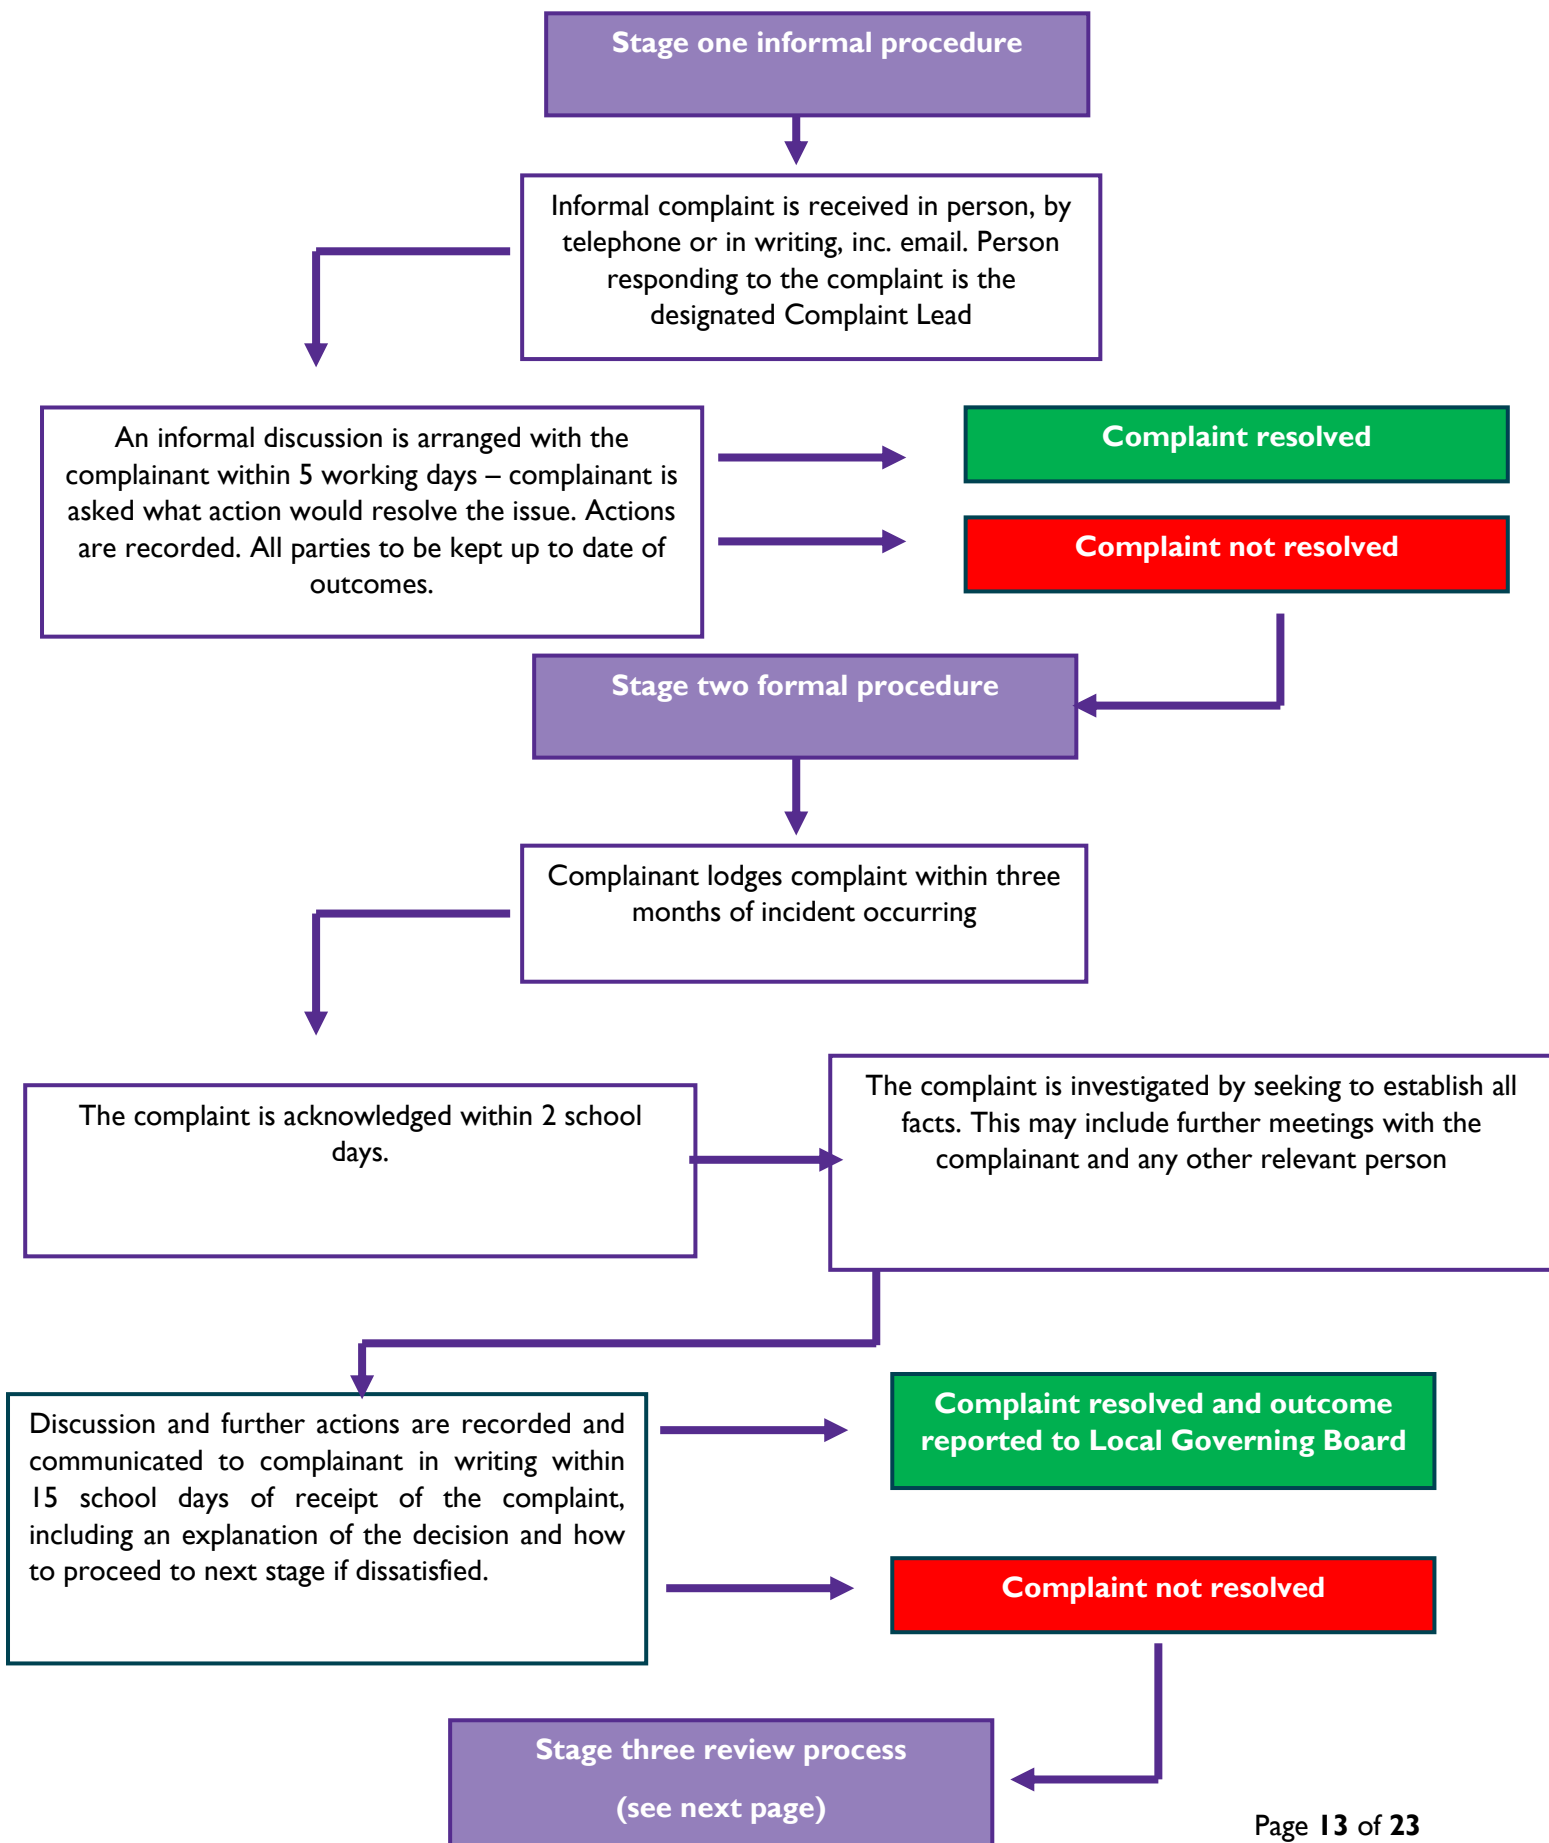 Stage one informal procedure
Informal complaint is received in person, by
telephone or in writing, inc. email. Person
responding to the complaint is the
designated Complaint Lead
An informal discussion is arranged with the
complainant within 5 working days – complainant is
asked what action would resolve the issue. Actions
are recorded. All parties to be kept up to date of
outcomes.
Complaint resolved
Complaint not resolved
Stage two formal procedure
Complainant lodges complaint within three
months of incident occurring
The complaint is acknowledged within 2 school
days.
The complaint is investigated by seeking to establish all
facts. This may include further meetings with the
complainant and any other relevant person
Discussion and further actions are recorded and
communicated to complainant in writing within
15 school days of receipt of the complaint,
including an explanation of the decision and how
to proceed to next stage if dissatisfied.
Complaint resolved and outcome
reported to Local Governing Board
Complaint not resolved
Stage three review process
(see next page)
Page 13 of 23